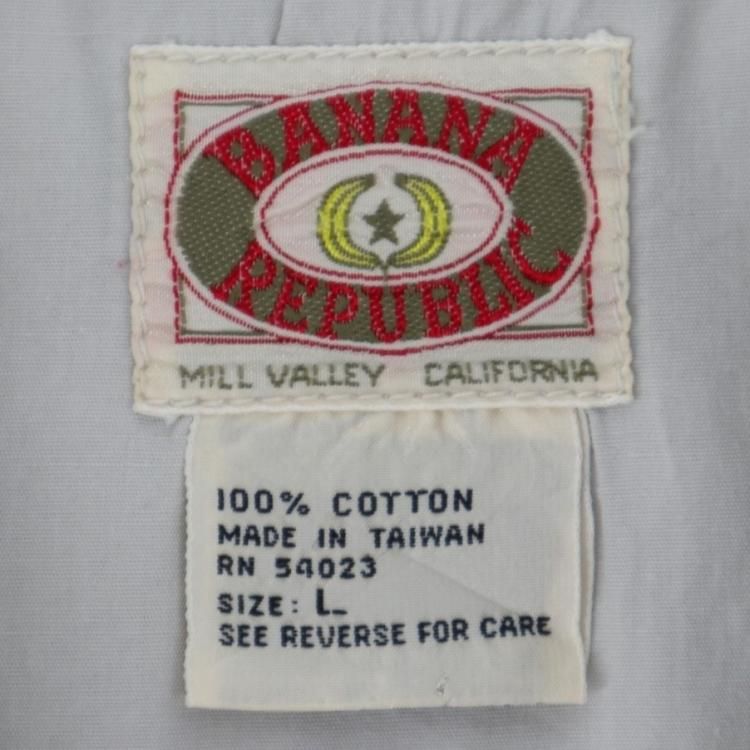 BANANA
REPUBLIC
MILL VALLEY CALIFORNIA
100% COTTON
MADE IN TAIWAN
RN 54023
SIZE: L
SEE REVERSE FOR CARE